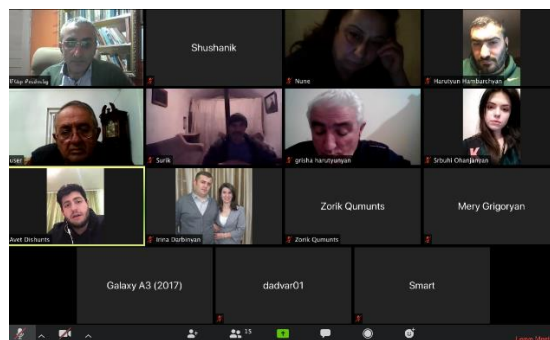 Shushanik
Nune
Harutyun Hambarchyan
user
Surik
grisha harutyunyan
Srbuhi Ohanjanyan
Avet Dishunts
Irina Darbinyan
Zorik Qumunts
Zorik Qumunts
Mery Grigoryan
Galaxy A3 (2017)
dadvar01
Smart
15